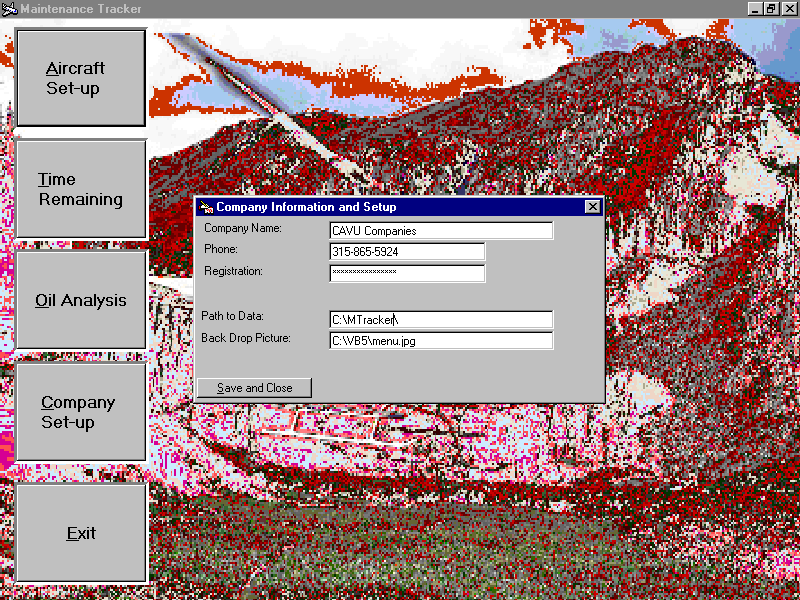 Maintenance Tracker
Aircraft
Set-up
Time
Remaining
Oil Analysis
Company
Set-up
Exit
Company Information and Setup
Company Name: CAVU Companies
Phone: 315-865-5924
Registration: xxxxxxxxxxxxxxxx
Path to Data: C:\MTracker\
Back Drop Picture: C:\VB5\menu.jpg
Save and Close